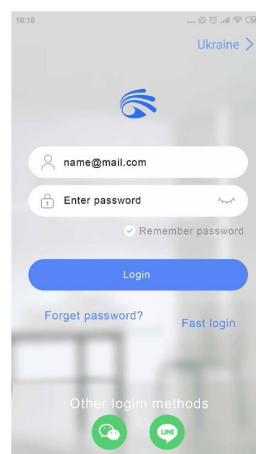 10:18
Ukraine >
name@mail.com
Enter password
Remember password
Login
Forget password?
Fast login
Other logim methods
LINE